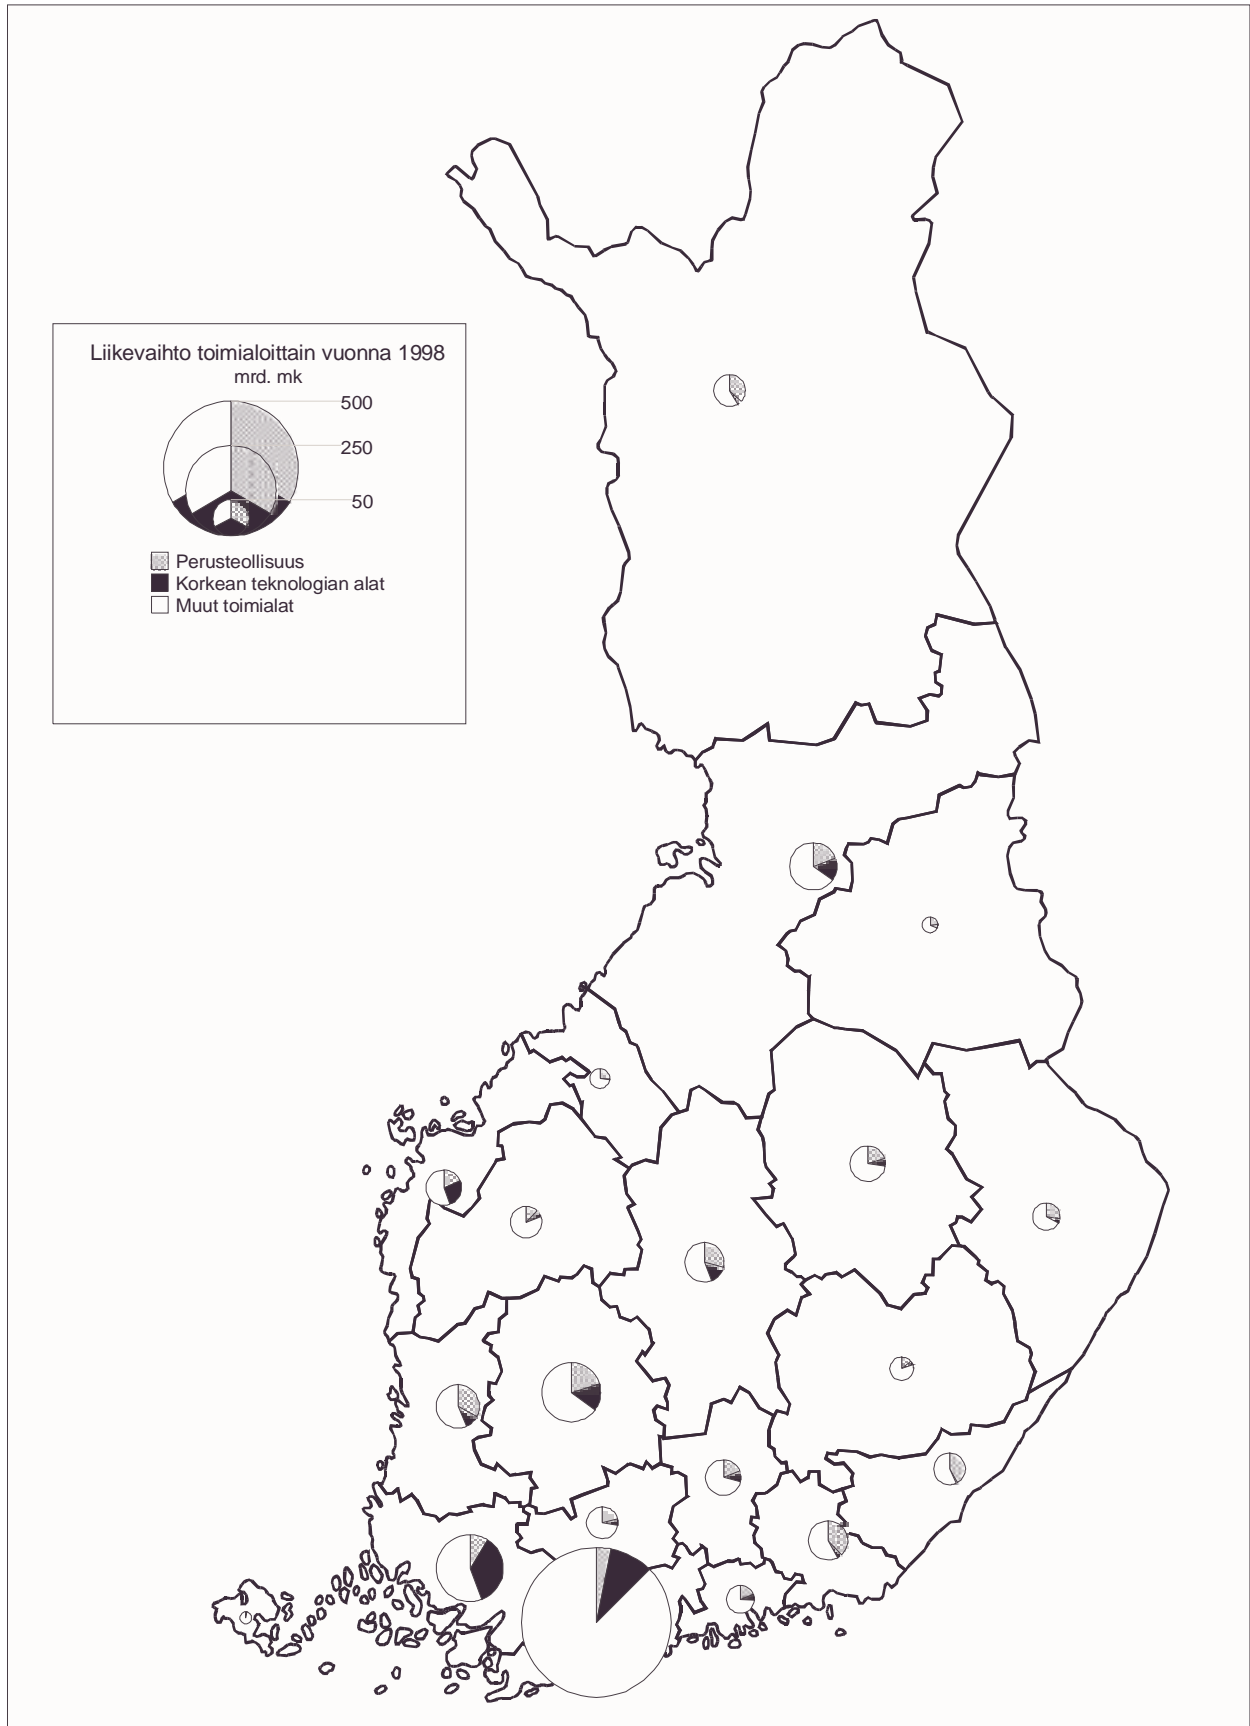 Liikevaihto toimialoittain vuonna 1998
mrd. mk
500
250
50
Perusteollisuus
Korkean teknologian alat
Muut toimialat